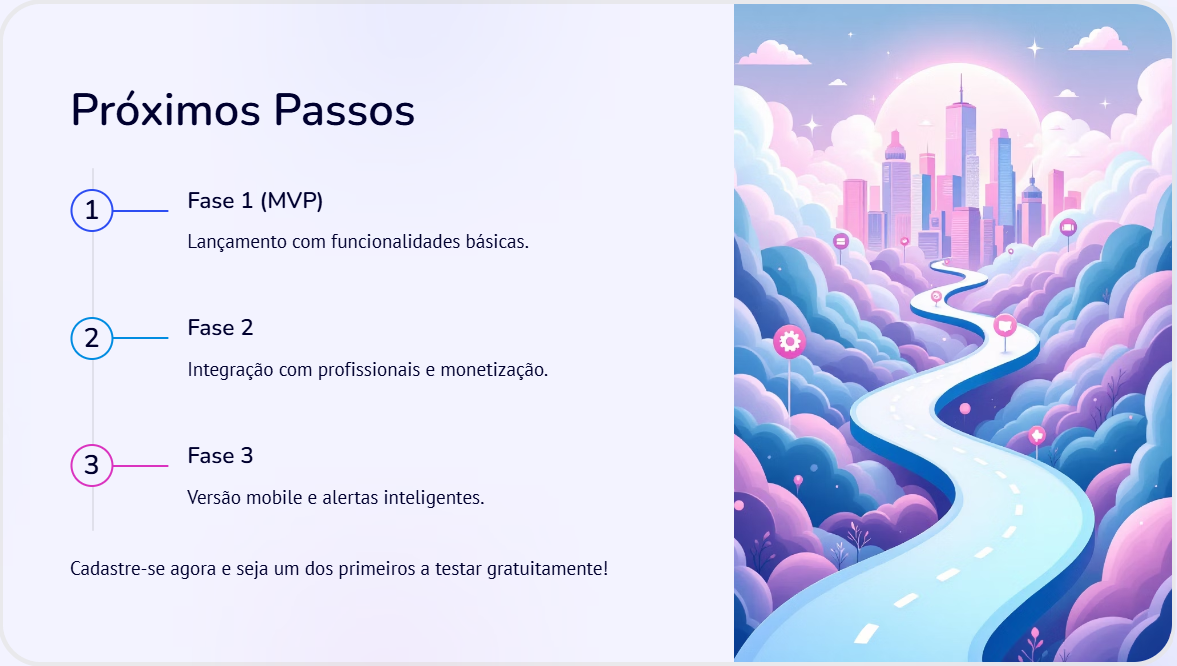 Próximos Passos
1
Fase 1 (MVP)
Lançamento com funcionalidades básicas.
2
Fase 2
Integração com profissionais e monetização.
3
Fase 3
Versão mobile e alertas inteligentes.
Cadastre-se agora e seja um dos primeiros a testar gratuitamente!